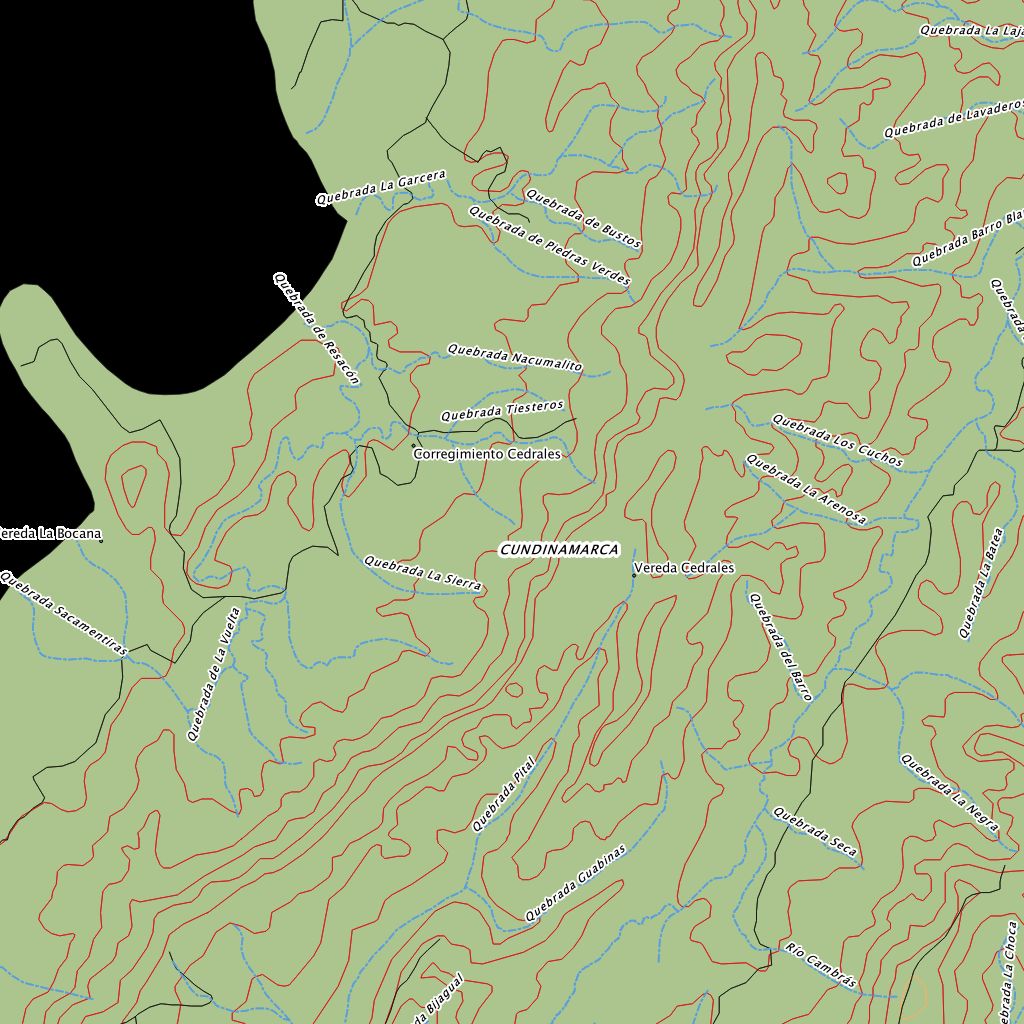 Quebrada La Laja
Quebrada de Lavaderos
Quebrada La Garcera
Quebrada de Bustos
Quebrada de Piedras Verdes
Quebrada Barro Bla
Quebrada de Resacón
Quebrada
Quebrada Nacumalito
Quebrada Tiesteros
Quebrada Los Cuchos
Corregimiento Cedrales
Quebrada La Arenosa
ereda La Bocana
CUNDINAMARCA
Vereda Cedrales
Quebrada La Batea
Quebrada La Sierra
Quebrada Sacamentiras
Quebrada de La Vuelta
Quebrada del Barro
Quebrada Pital
Quebrada La Negra
Quebrada Seca
Quebrada Guabinas
Río Cambrás
ebrada La Choca
da Bijagual